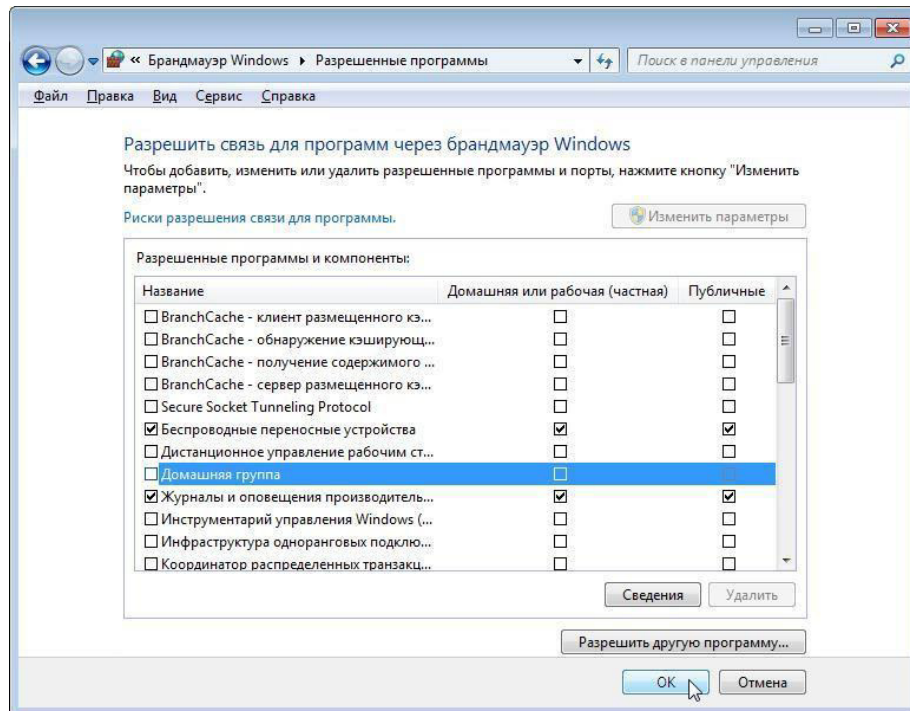 « Брандмауэр Windows ▸ Разрешенные программы
Поиск в панели управления
Файл Правка Вид Сервис Справка
Разрешить связь для программ через брандмауэр Windows
Чтобы добавить, изменить или удалить разрешенные программы и порты, нажмите кнопку "Изменить
параметры".
Риски разрешения связи для программы.
Изменить параметры
Разрешенные программы и компоненты:
Название Домашняя или рабочая (частная) Публичные
BranchCache - клиент размещенного кэ...
BranchCache - обнаружение кэширующ...
BranchCache - получение содержимого ...
BranchCache - сервер размещенного кэ...
Secure Socket Tunneling Protocol
Беспроводные переносные устройства
Дистанционное управление рабочим ст...
Домашняя группа
Журналы и оповещения производитель...
Инструментарий управления Windows (...
Инфраструктура одноранговых подклю...
Координатор распределенных транзакц...
Сведения Удалить
Разрешить другую программу...
ОК Отмена